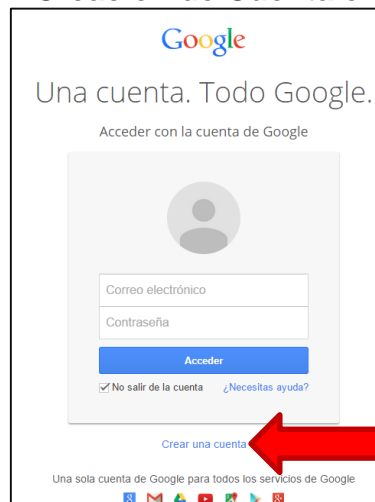 Google
Una cuenta. Todo Google.
Acceder con la cuenta de Google
Correo electrónico
Contraseña
Acceder
No salir de la cuenta ¿Necesitas ayuda?
Crear una cuenta
Una sola cuenta de Google para todos los servicios de Google